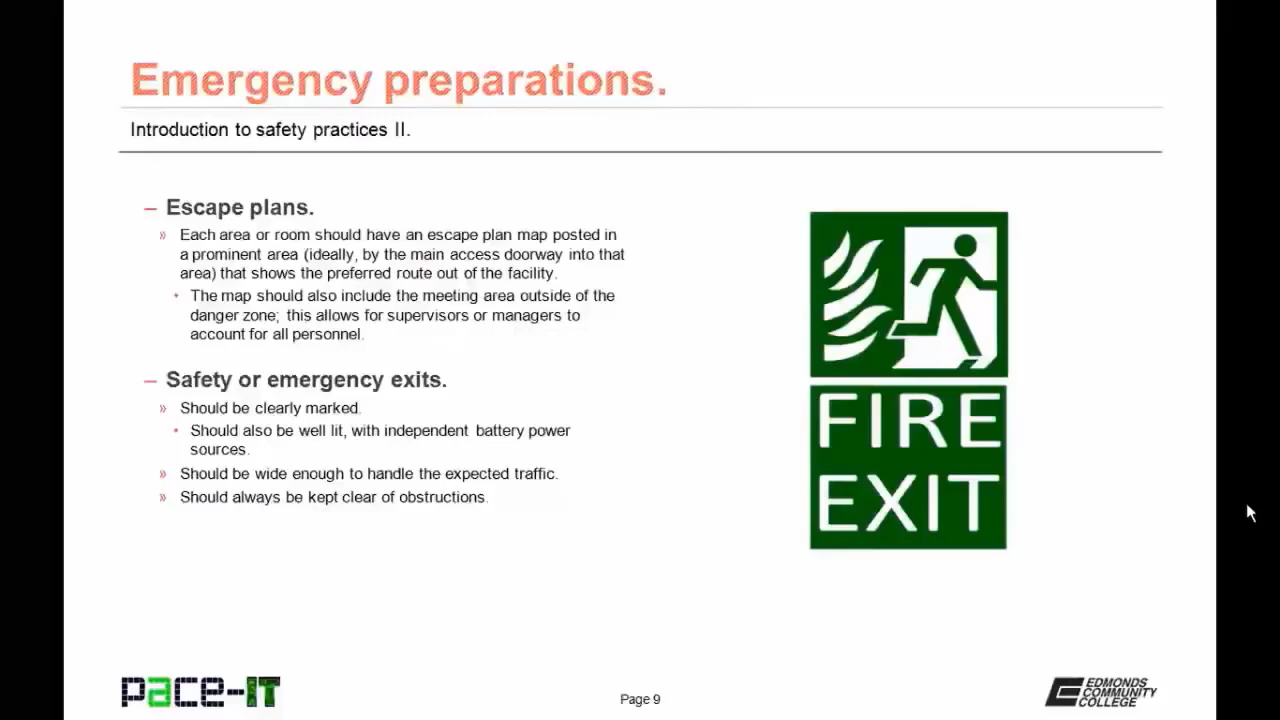 Emergency preparations.
Introduction to safety practices II.
– Escape plans.
» Each area or room should have an escape plan map posted in
a prominent area (ideally, by the main access doorway into that
area) that shows the preferred route out of the facility.
• The map should also include the meeting area outside of the
danger zone; this allows for supervisors or managers to
account for all personnel.
– Safety or emergency exits.
» Should be clearly marked.
• Should also be well lit, with independent battery power
sources.
» Should be wide enough to handle the expected traffic.
» Should always be kept clear of obstructions.
FIRE
EXIT
pace-IT
Page 9
EDMONDS
COMMUNITY
COLLEGE